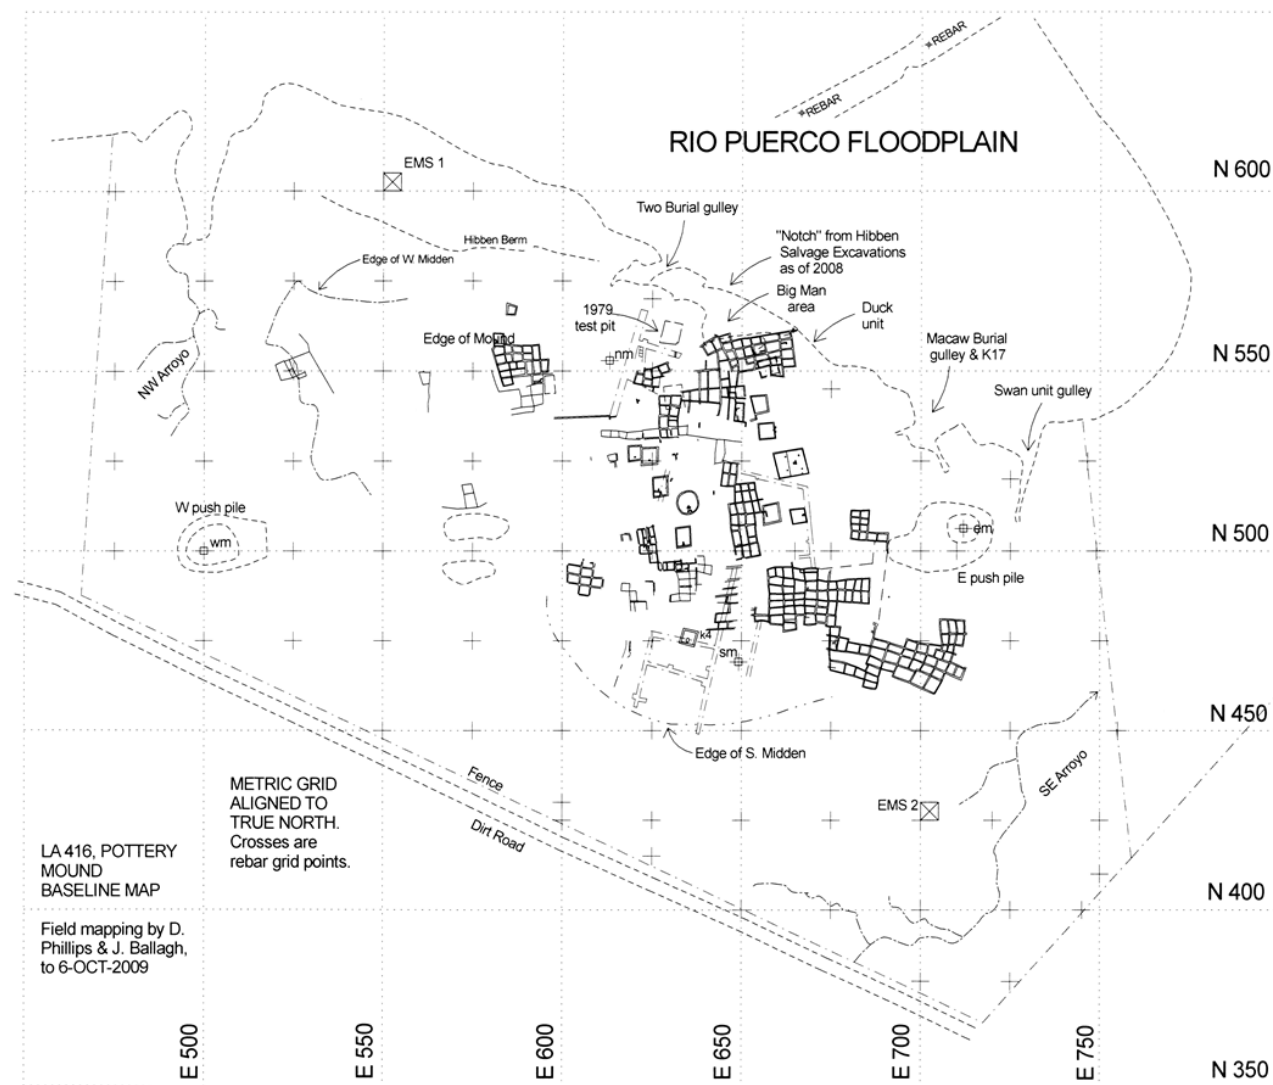 REBAR
REBAR
RIO PUERCO FLOODPLAIN
EMS 1
N 600
Two Burial gulley
Hibben Berm
"Notch" from Hibben
Salvage Excavations
as of 2008
Edge of W. Midden
Big Man
area
1979
test pit
Duck
unit
Edge of Mound
Macaw Burial
gulley & K17
nm
N 550
NW Arroyo
Swan unit gulley
W push pile
wm
em
N 500
E push pile
k4
sm
N 450
Edge of S. Midden
Fence
Dirt Road
METRIC GRID
ALIGNED TO
TRUE NORTH.
Crosses are
rebar grid points.
EMS 2
SE Arroyo
LA 416, POTTERY
MOUND
BASELINE MAP
N 400
Field mapping by D.
Phillips & J. Ballagh,
to 6-OCT-2009
E 500
E 550
E 600
E 650
E 700
E 750
N 350